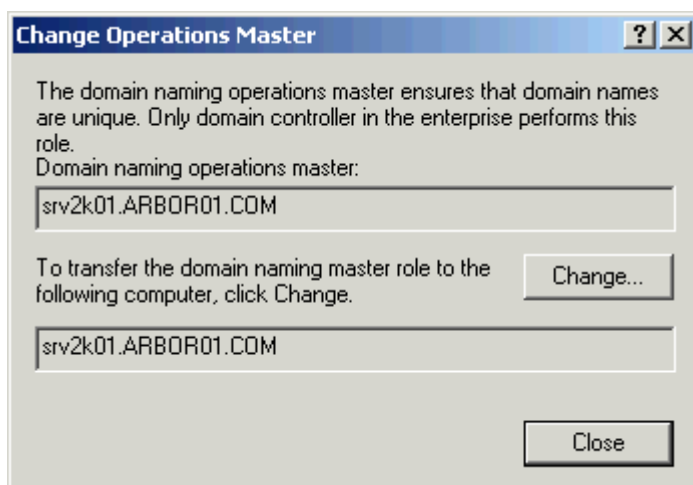 Change Operations Master
The domain naming operations master ensures that domain names
are unique. Only domain controller in the enterprise performs this
role.
Domain naming operations master:
srv2k01.ARBOR01.COM
To transfer the domain naming master role to the
following computer, click Change.
Change...
srv2k01.ARBOR01.COM
Close